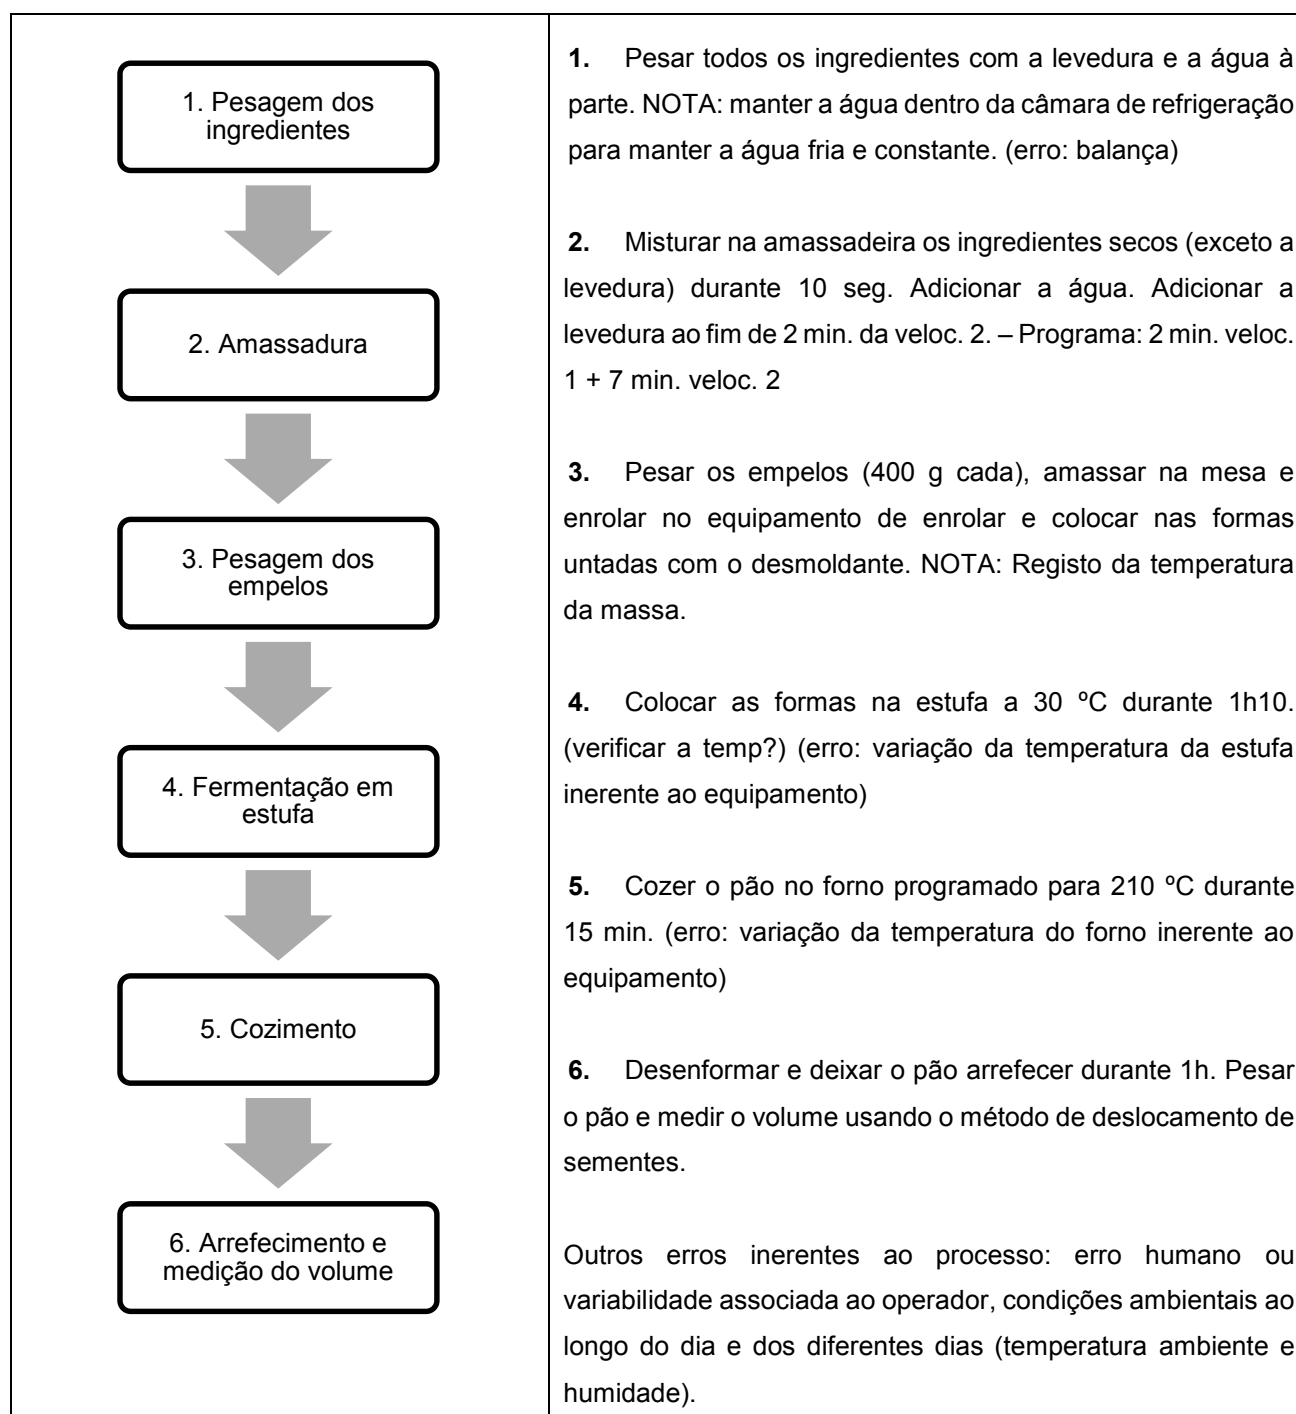 1. Pesagem dos
ingredientes
2. Amassadura
3. Pesagem dos
empelos
4. Fermentação em
estufa
5. Cozimento
6. Arrefecimento e
medição do volume
1. Pesar todos os ingredientes com a levedura e a água à
parte. NOTA: manter a água dentro da câmara de refrigeração
para manter a água fria e constante. (erro: balança)
2. Misturar na amassadeira os ingredientes secos (exceto a
levedura) durante 10 seg. Adicionar a água. Adicionar a
levedura ao fim de 2 min. da veloc. 2. – Programa: 2 min. veloc.
1 + 7 min. veloc. 2
3. Pesar os empelos (400 g cada), amassar na mesa e
enrolar no equipamento de enrolar e colocar nas formas
untadas com o desmoldante. NOTA: Registo da temperatura
da massa.
4. Colocar as formas na estufa a 30 ºC durante 1h10.
(verificar a temp?) (erro: variação da temperatura da estufa
inerente ao equipamento)
5. Cozer o pão no forno programado para 210 ºC durante
15 min. (erro: variação da temperatura do forno inerente ao
equipamento)
6. Desenformar e deixar o pão arrefecer durante 1h. Pesar
o pão e medir o volume usando o método de deslocamento de
sementes.
Outros erros inerentes ao processo: erro humano ou
variabilidade associada ao operador, condições ambientais ao
longo do dia e dos diferentes dias (temperatura ambiente e
humidade).